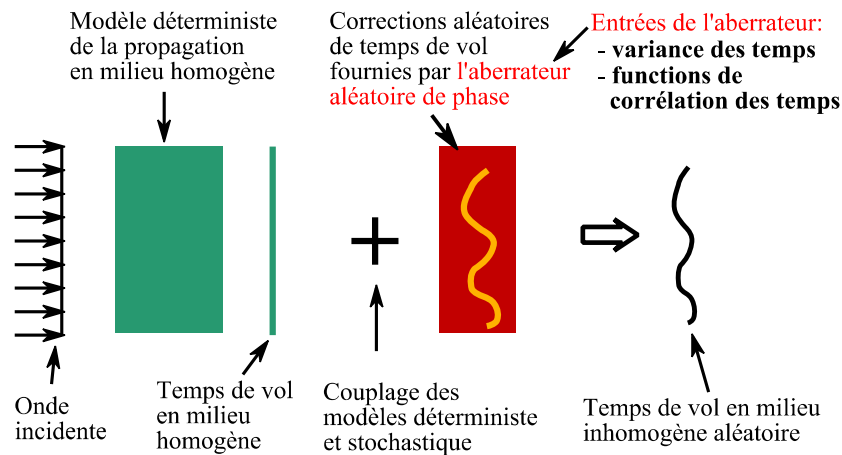 Modèle déterministe
de la propagation
en milieu homogène
Corrections aléatoires
de temps de vol
fournies par l'aberrateur
aléatoire de phase
Entrées de l'aberrateur:
- variance des temps
- functions de
corrélation des temps
+
Onde
incidente
Temps de vol
en milieu
homogène
Couplage des
modèles déterministe
et stochastique
Temps de vol en milieu
inhomogène aléatoire